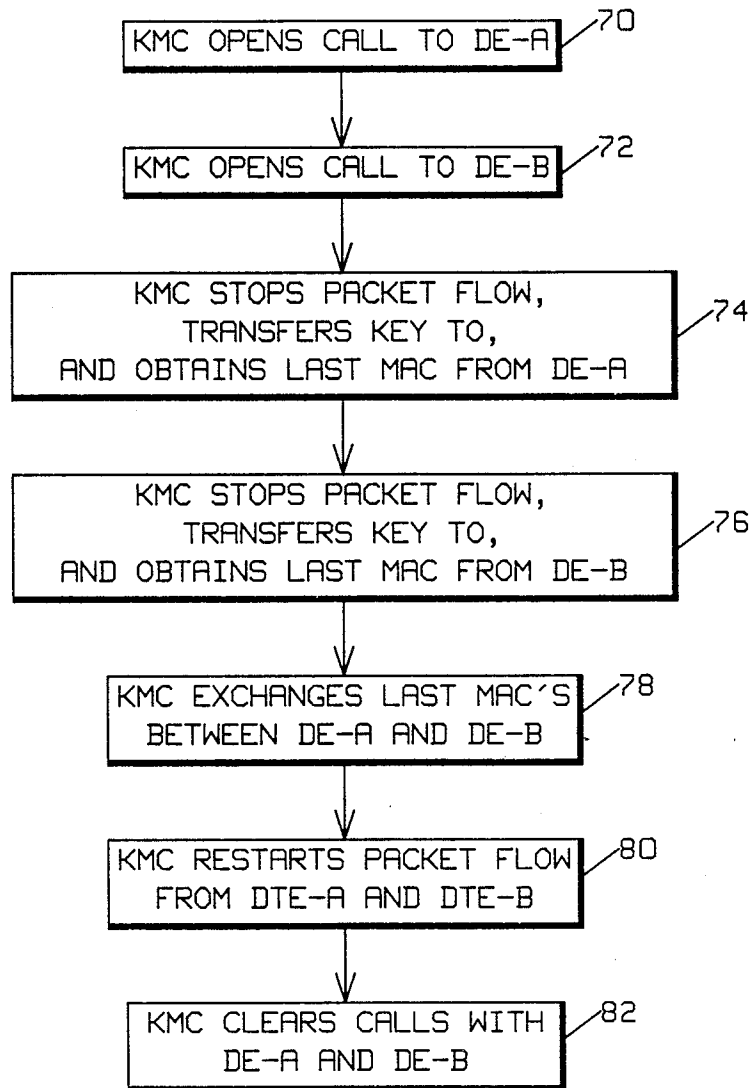 KMC OPENS CALL TO DE-A
70
KMC OPENS CALL TO DE-B
72
KMC STOPS PACKET FLOW,
TRANSFERS KEY TO,
AND OBTAINS LAST MAC FROM DE-A
74
KMC STOPS PACKET FLOW,
TRANSFERS KEY TO,
AND OBTAINS LAST MAC FROM DE-B
76
KMC EXCHANGES LAST MAC'S
BETWEEN DE-A AND DE-B
78
KMC RESTARTS PACKET FLOW
FROM DTE-A AND DTE-B
80
KMC CLEARS CALLS WITH
DE-A AND DE-B
82